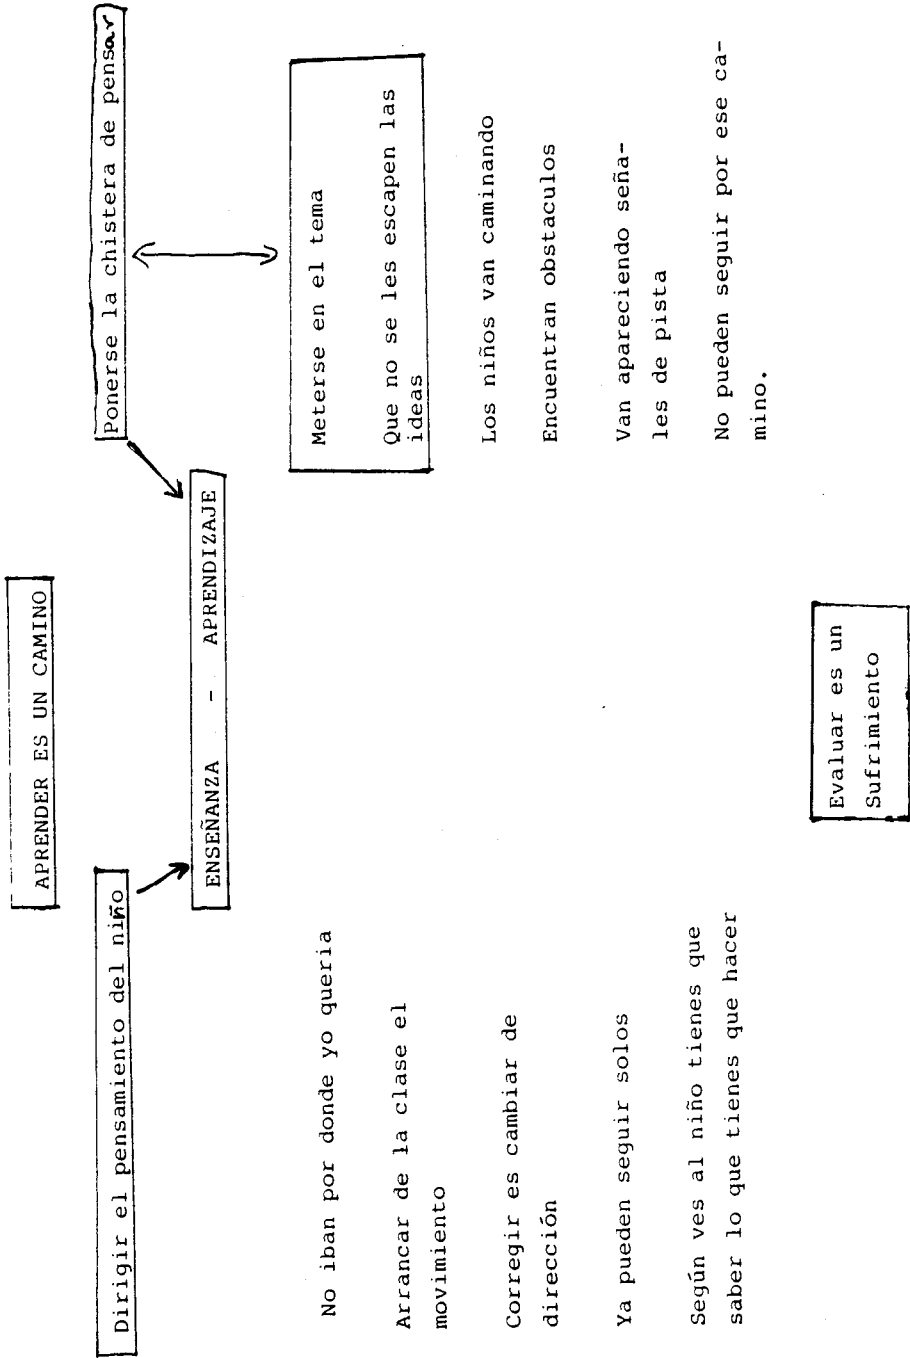 APRENDER ES UN CAMINO
Dirigir el pensamiento del niño
Ponerse la chistera de pensar
ENSEÑANZA - APRENDIZAJE
No iban por donde yo queria
Arrancar de la clase el
movimiento
Corregir es cambiar de
dirección
Ya pueden seguir solos
Según ves al niño tienes que
saber lo que tienes que hacer
Meterse en el tema
Que no se les escapen las
ideas
Los niños van caminando
Encuentran obstaculos
Van apareciendo seña-
les de pista
No pueden seguir por ese ca-
mino.
Evaluar es un
Sufrimiento